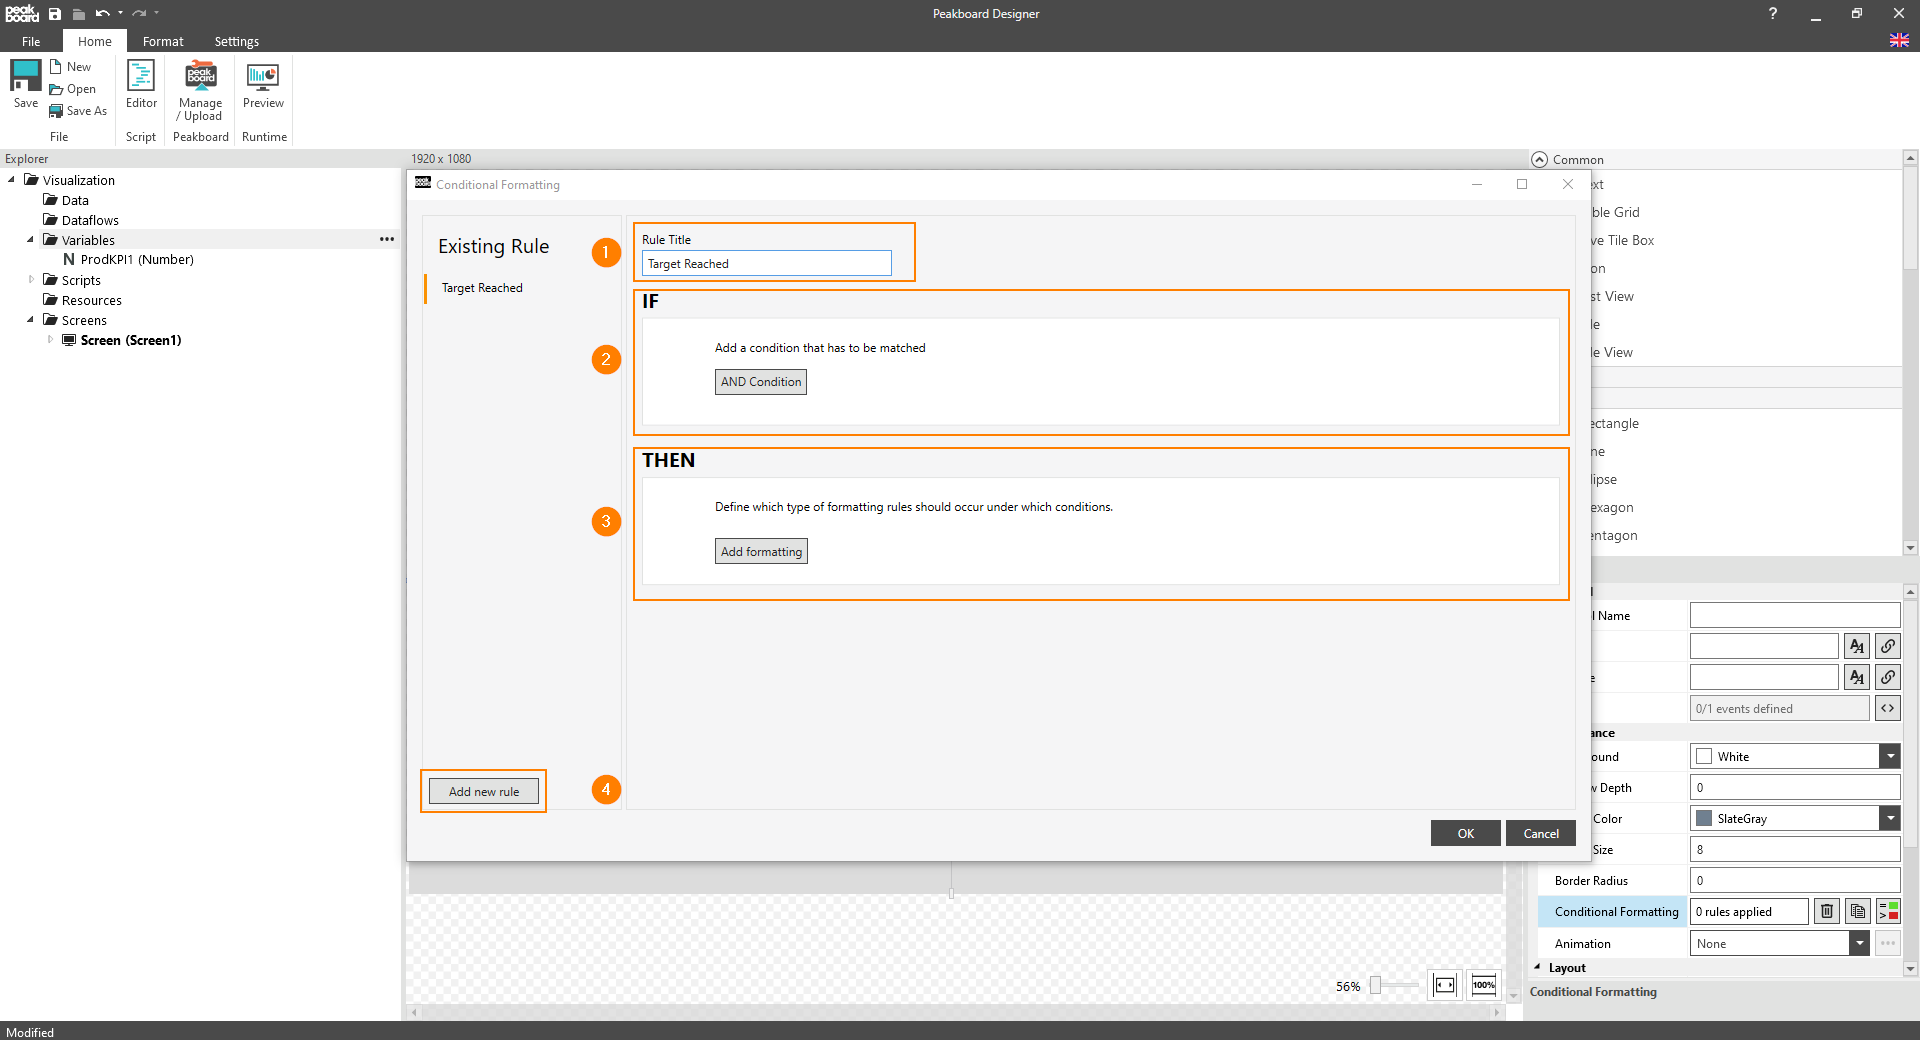 peak
board
Peakboard Designer
?
File
Home
Format
Settings
Save
New
Open
Save As
Editor
peak
board
Manage
/ Upload
Preview
File
Script
Peakboard
Runtime
Explorer
Visualization
Data
Dataflows
Variables
ProdKPI1 (Number)
Scripts
Resources
Screens
Screen (Screen1)
1920 x 1080
Conditional Formatting
Existing Rule
Target Reached
1
Rule Title
Target Reached
2
IF
Add a condition that has to be matched
AND Condition
3
THEN
Define which type of formatting rules should occur under which conditions.
Add formatting
Add new rule
4
OK
Cancel
56%
100%
Common
ext
ble Grid
ve Tile Box
on
st View
le
le View
ectangle
ne
lipse
exagon
entagon
l Name
e
0/1 events defined
ance
ound
White
w Depth
0
Color
SlateGray
Size
8
Border Radius
0
Conditional Formatting
0 rules applied
Animation
None
Layout
Conditional Formatting
Modified